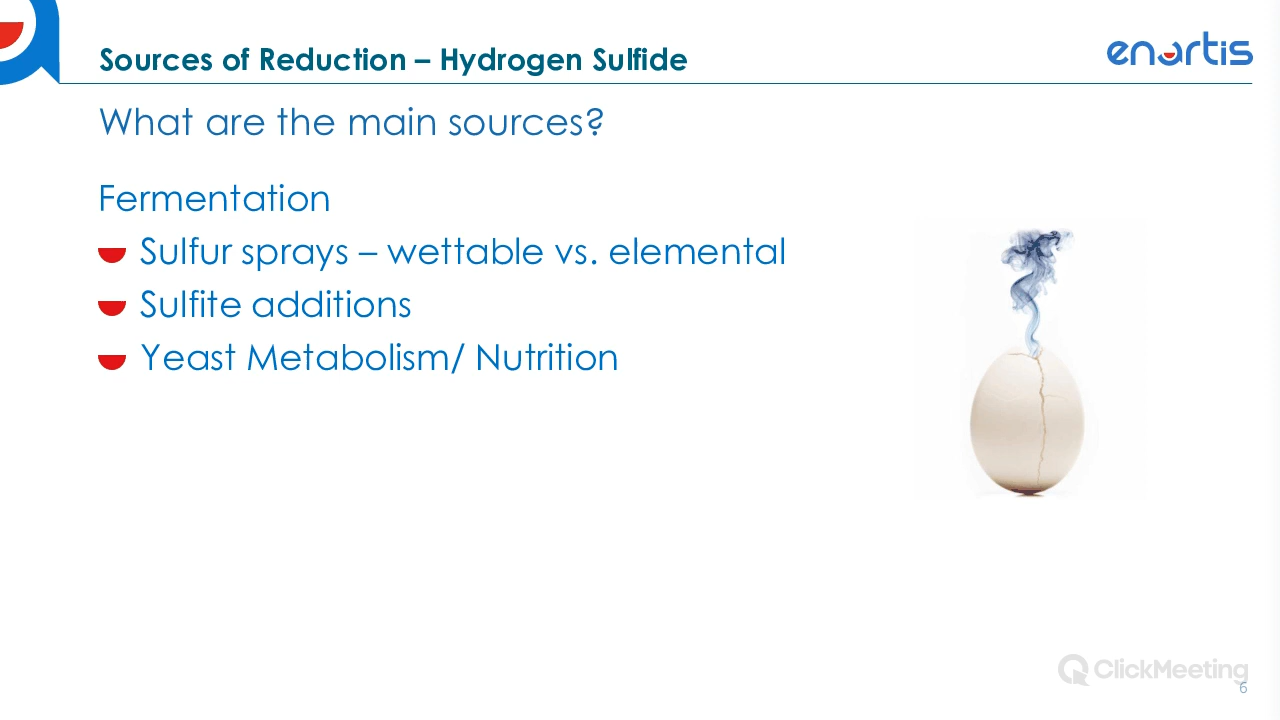 Sources of Reduction – Hydrogen Sulfide
enartis
What are the main sources?
Fermentation
Sulfur sprays – wettable vs. elemental
Sulfite additions
Yeast Metabolism/ Nutrition
ClickMeeting
6